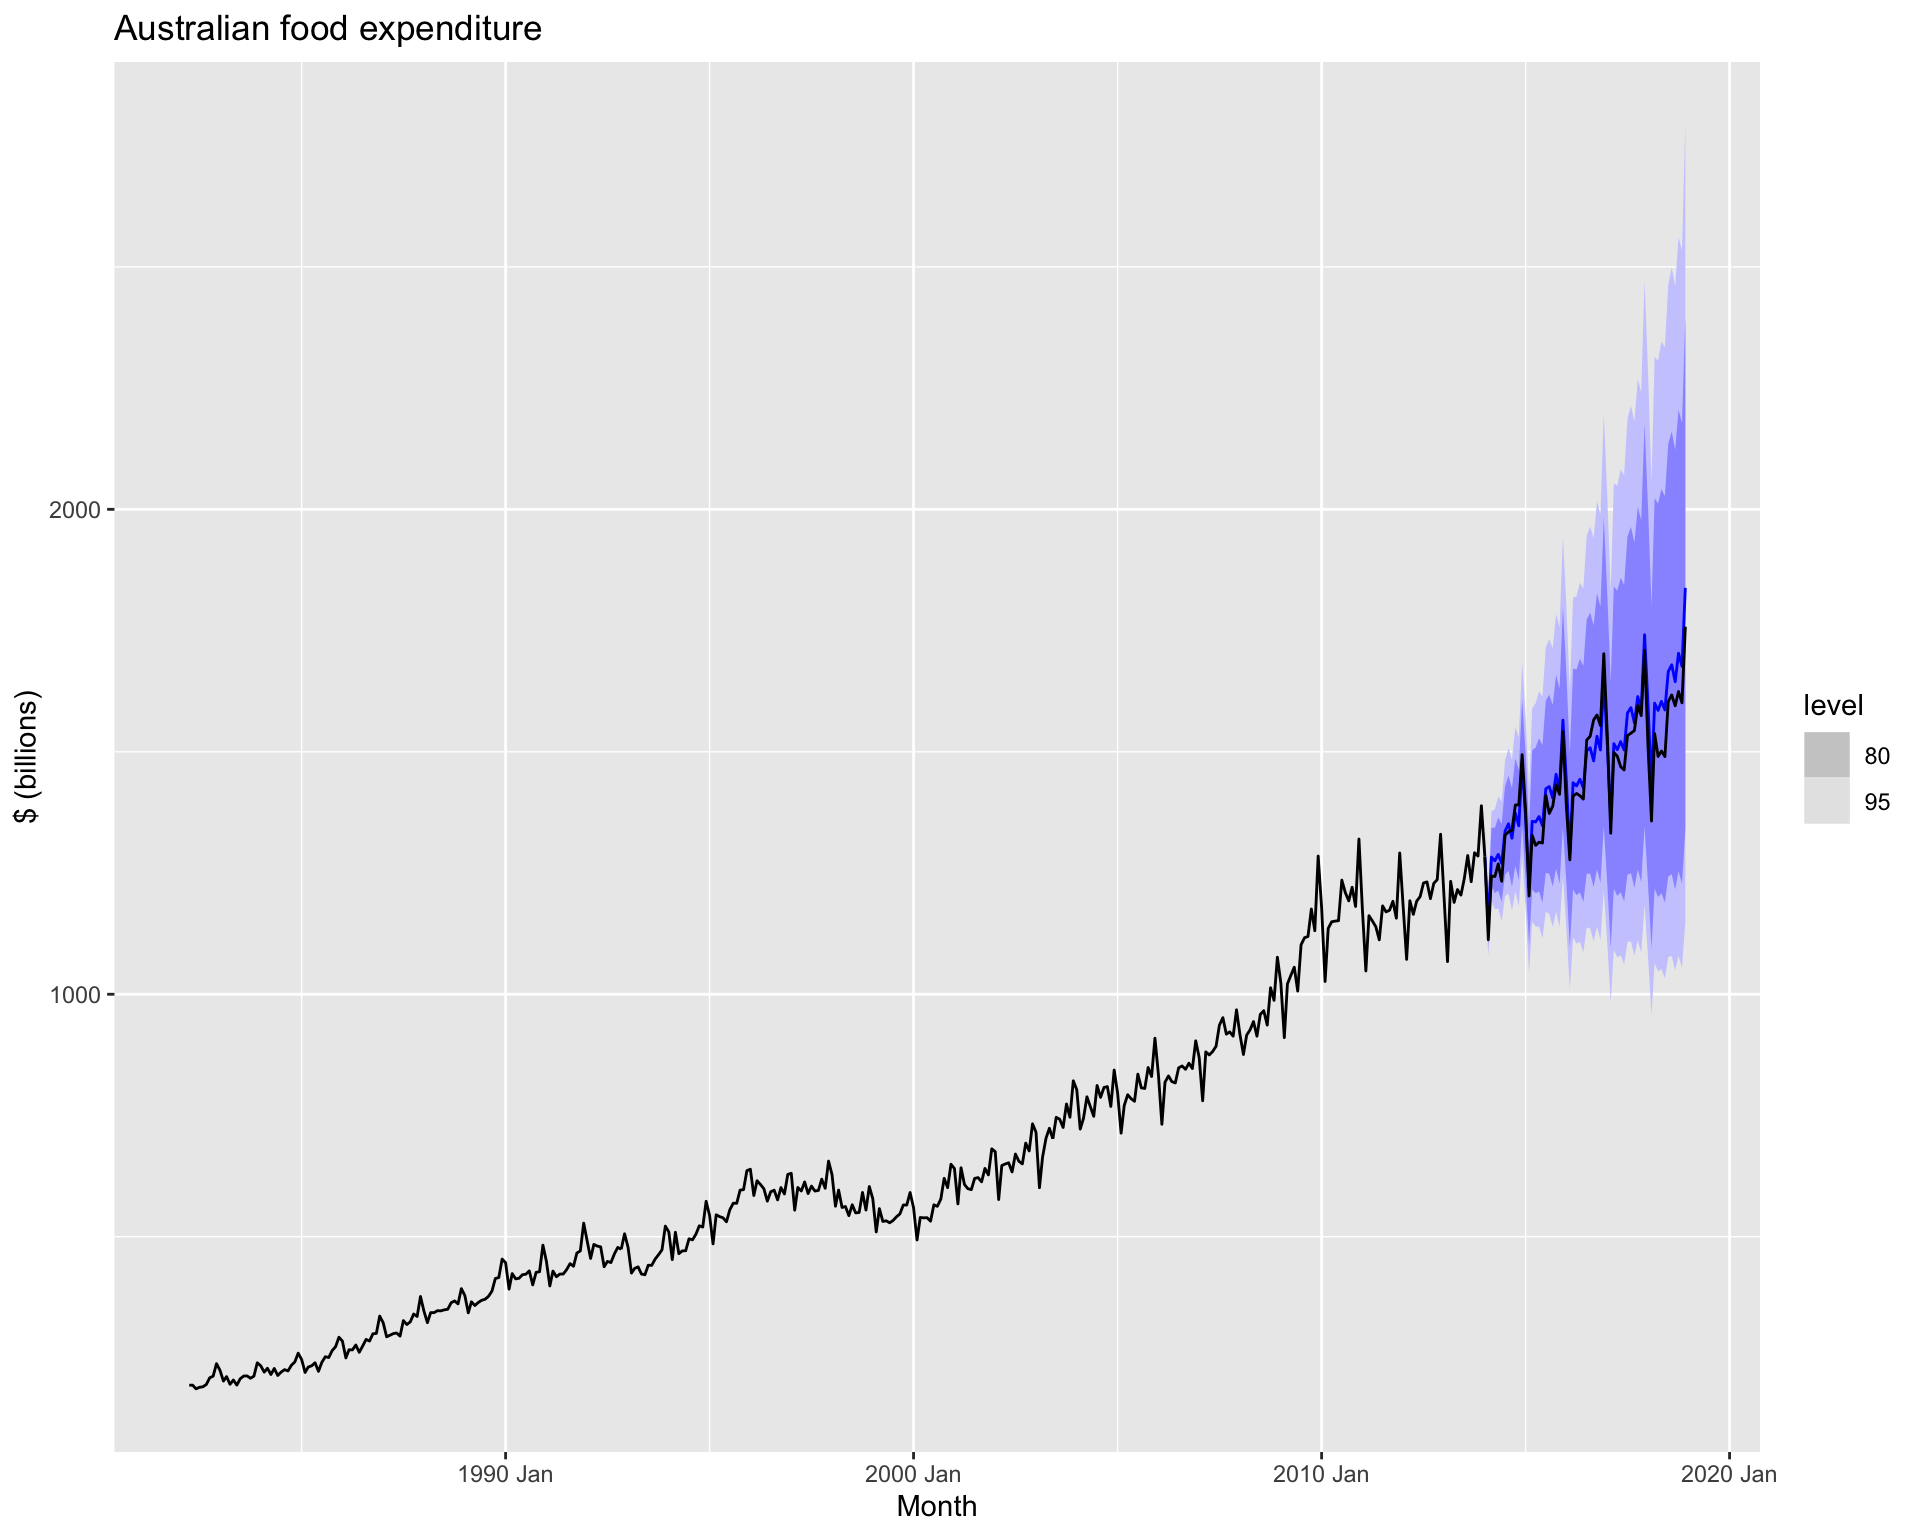 Australian food expenditure
$ (billions)
2000
1000
1990 Jan
2000 Jan
2010 Jan
2020 Jan
Month
level
80
95